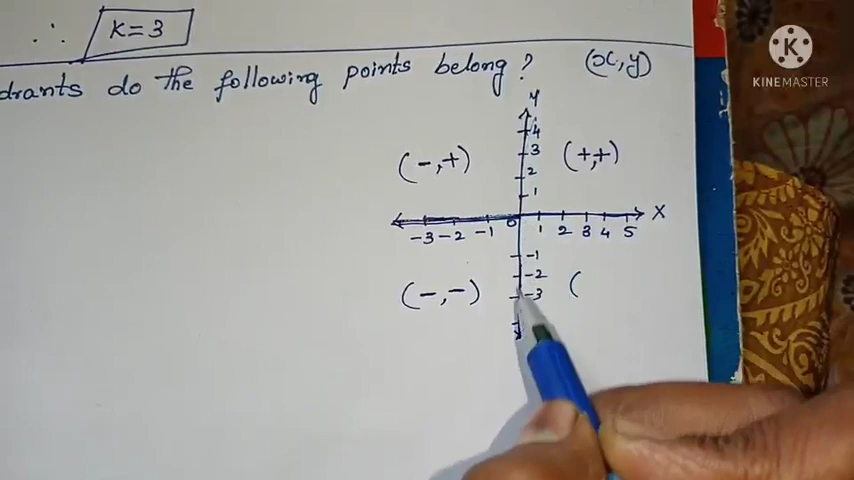 ∴ K = 3
drants do the following points belong? (x, y)
K
KINEMASTER
Y
4
3
2
1
(-, +) (+, +)
0 X
-3 -2 -1 1 2 3 4 5
-1
-2
-3
(-, -) (